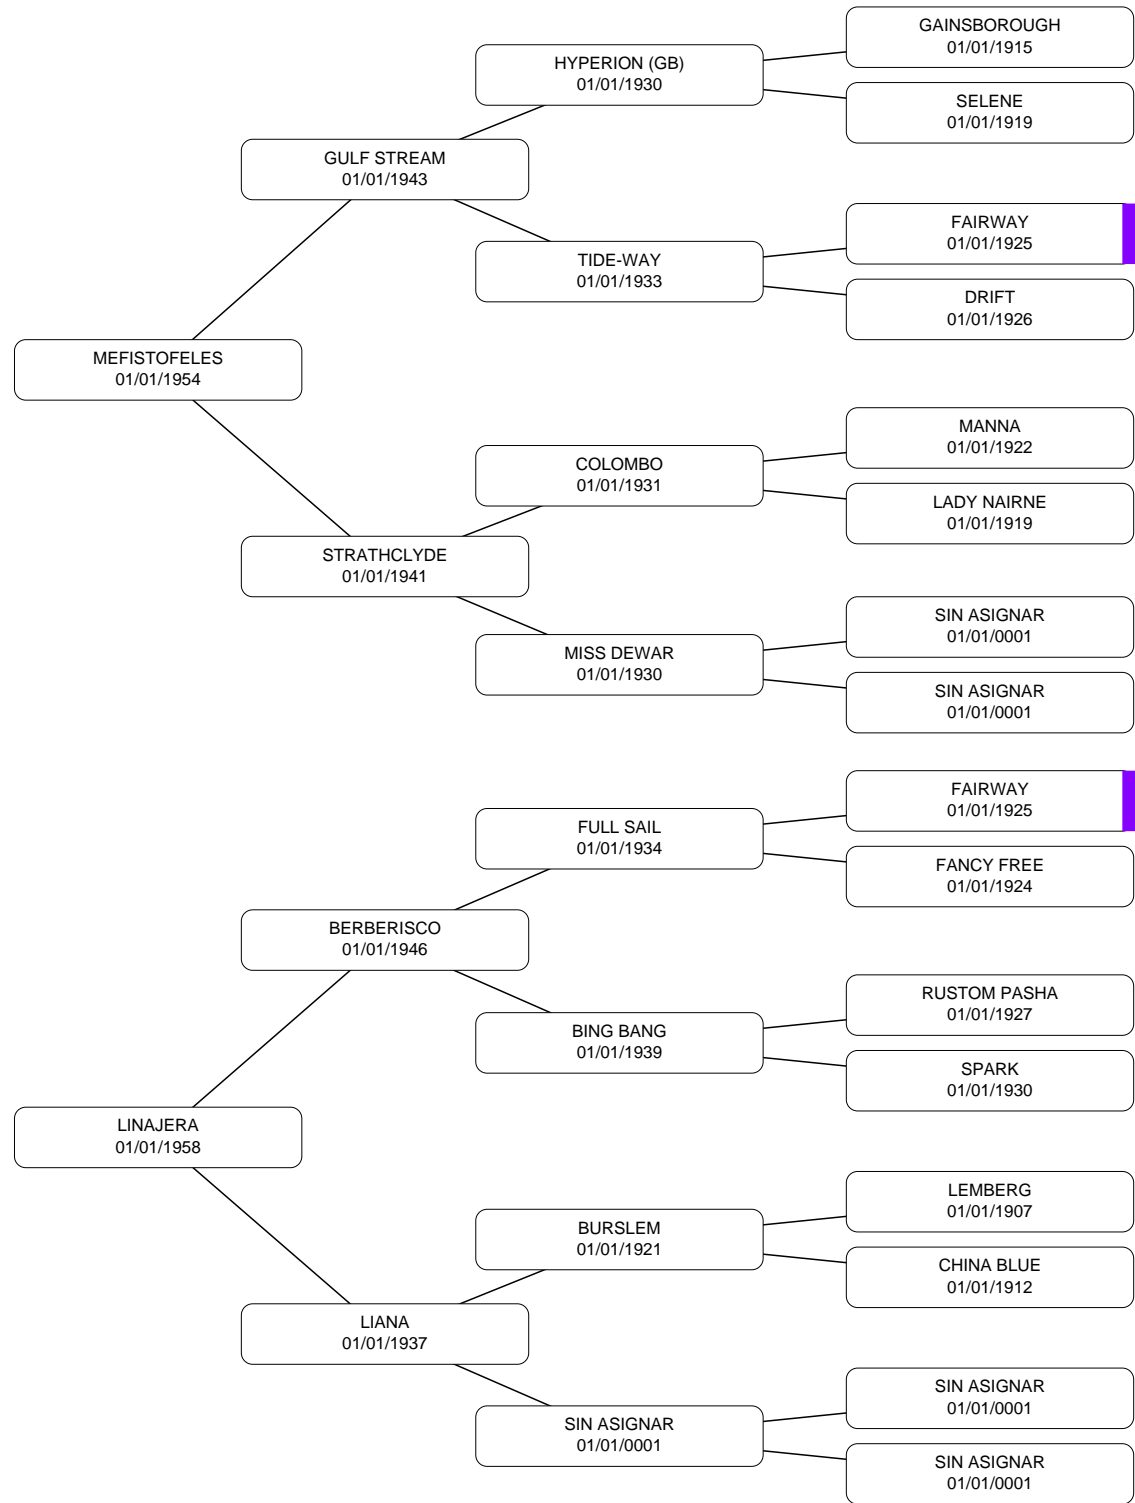 GAINSBOROUGH
01/01/1915
HYPERION (GB)
01/01/1930
SELENE
01/01/1919
GULF STREAM
01/01/1943
FAIRWAY
01/01/1925
TIDE-WAY
01/01/1933
DRIFT
01/01/1926
MEFISTOFELES
01/01/1954
MANNA
01/01/1922
COLOMBO
01/01/1931
LADY NAIRNE
01/01/1919
STRATHCLYDE
01/01/1941
SIN ASIGNAR
01/01/0001
MISS DEWAR
01/01/1930
SIN ASIGNAR
01/01/0001
FAIRWAY
01/01/1925
FULL SAIL
01/01/1934
FANCY FREE
01/01/1924
BERBERISCO
01/01/1946
RUSTOM PASHA
01/01/1927
BING BANG
01/01/1939
SPARK
01/01/1930
LINAJERA
01/01/1958
LEMBERG
01/01/1907
BURSLEM
01/01/1921
CHINA BLUE
01/01/1912
LIANA
01/01/1937
SIN ASIGNAR
01/01/0001
SIN ASIGNAR
01/01/0001
SIN ASIGNAR
01/01/0001